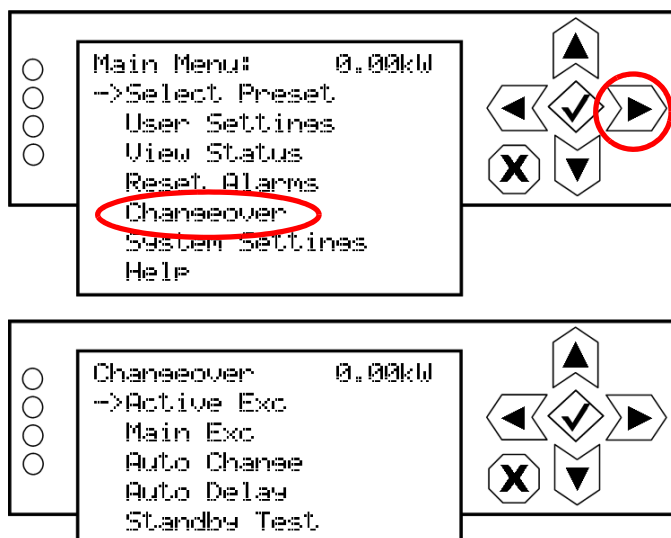 Main Menu: 0.00kW
->Select Preset
User Settings
View Status
Reset Alarms
Changeover
System Settings
Help
X
Changeover 0.00kW
->Active Exc
Main Exc
Auto Change
Auto Delay
Standby Test
X